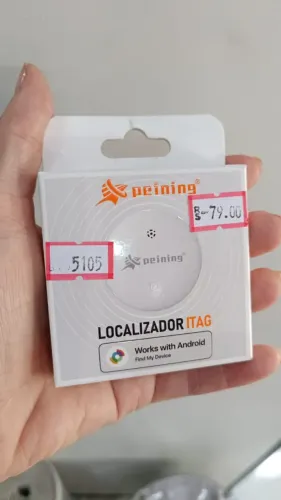 peining®
R$-79.00
5105
peining®
LOCALIZADOR ITAG
Works with Android
Find My Device